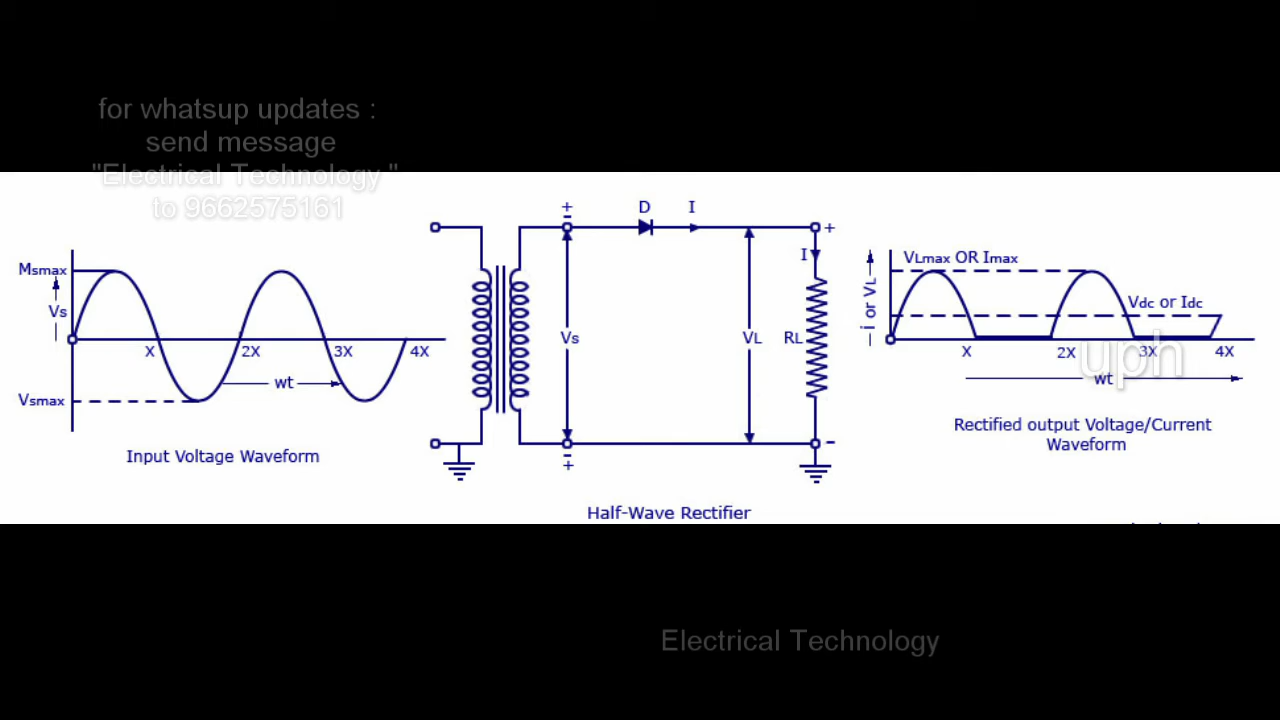 for whatsup updates :
send message
"Electrical Technology "
to 9662575161
Msmax
Vs
X
2X
3X
4X
wt
Vsmax
Input Voltage Waveform
+
-
D
I
+
I
Vs
VL
RL
-
-
+
Half-Wave Rectifier
VLmax OR Imax
Vdc or Idc
i or VL
X
2X
3X
4X
uph
wt
Rectified output Voltage/Current
Waveform
Electrical Technology